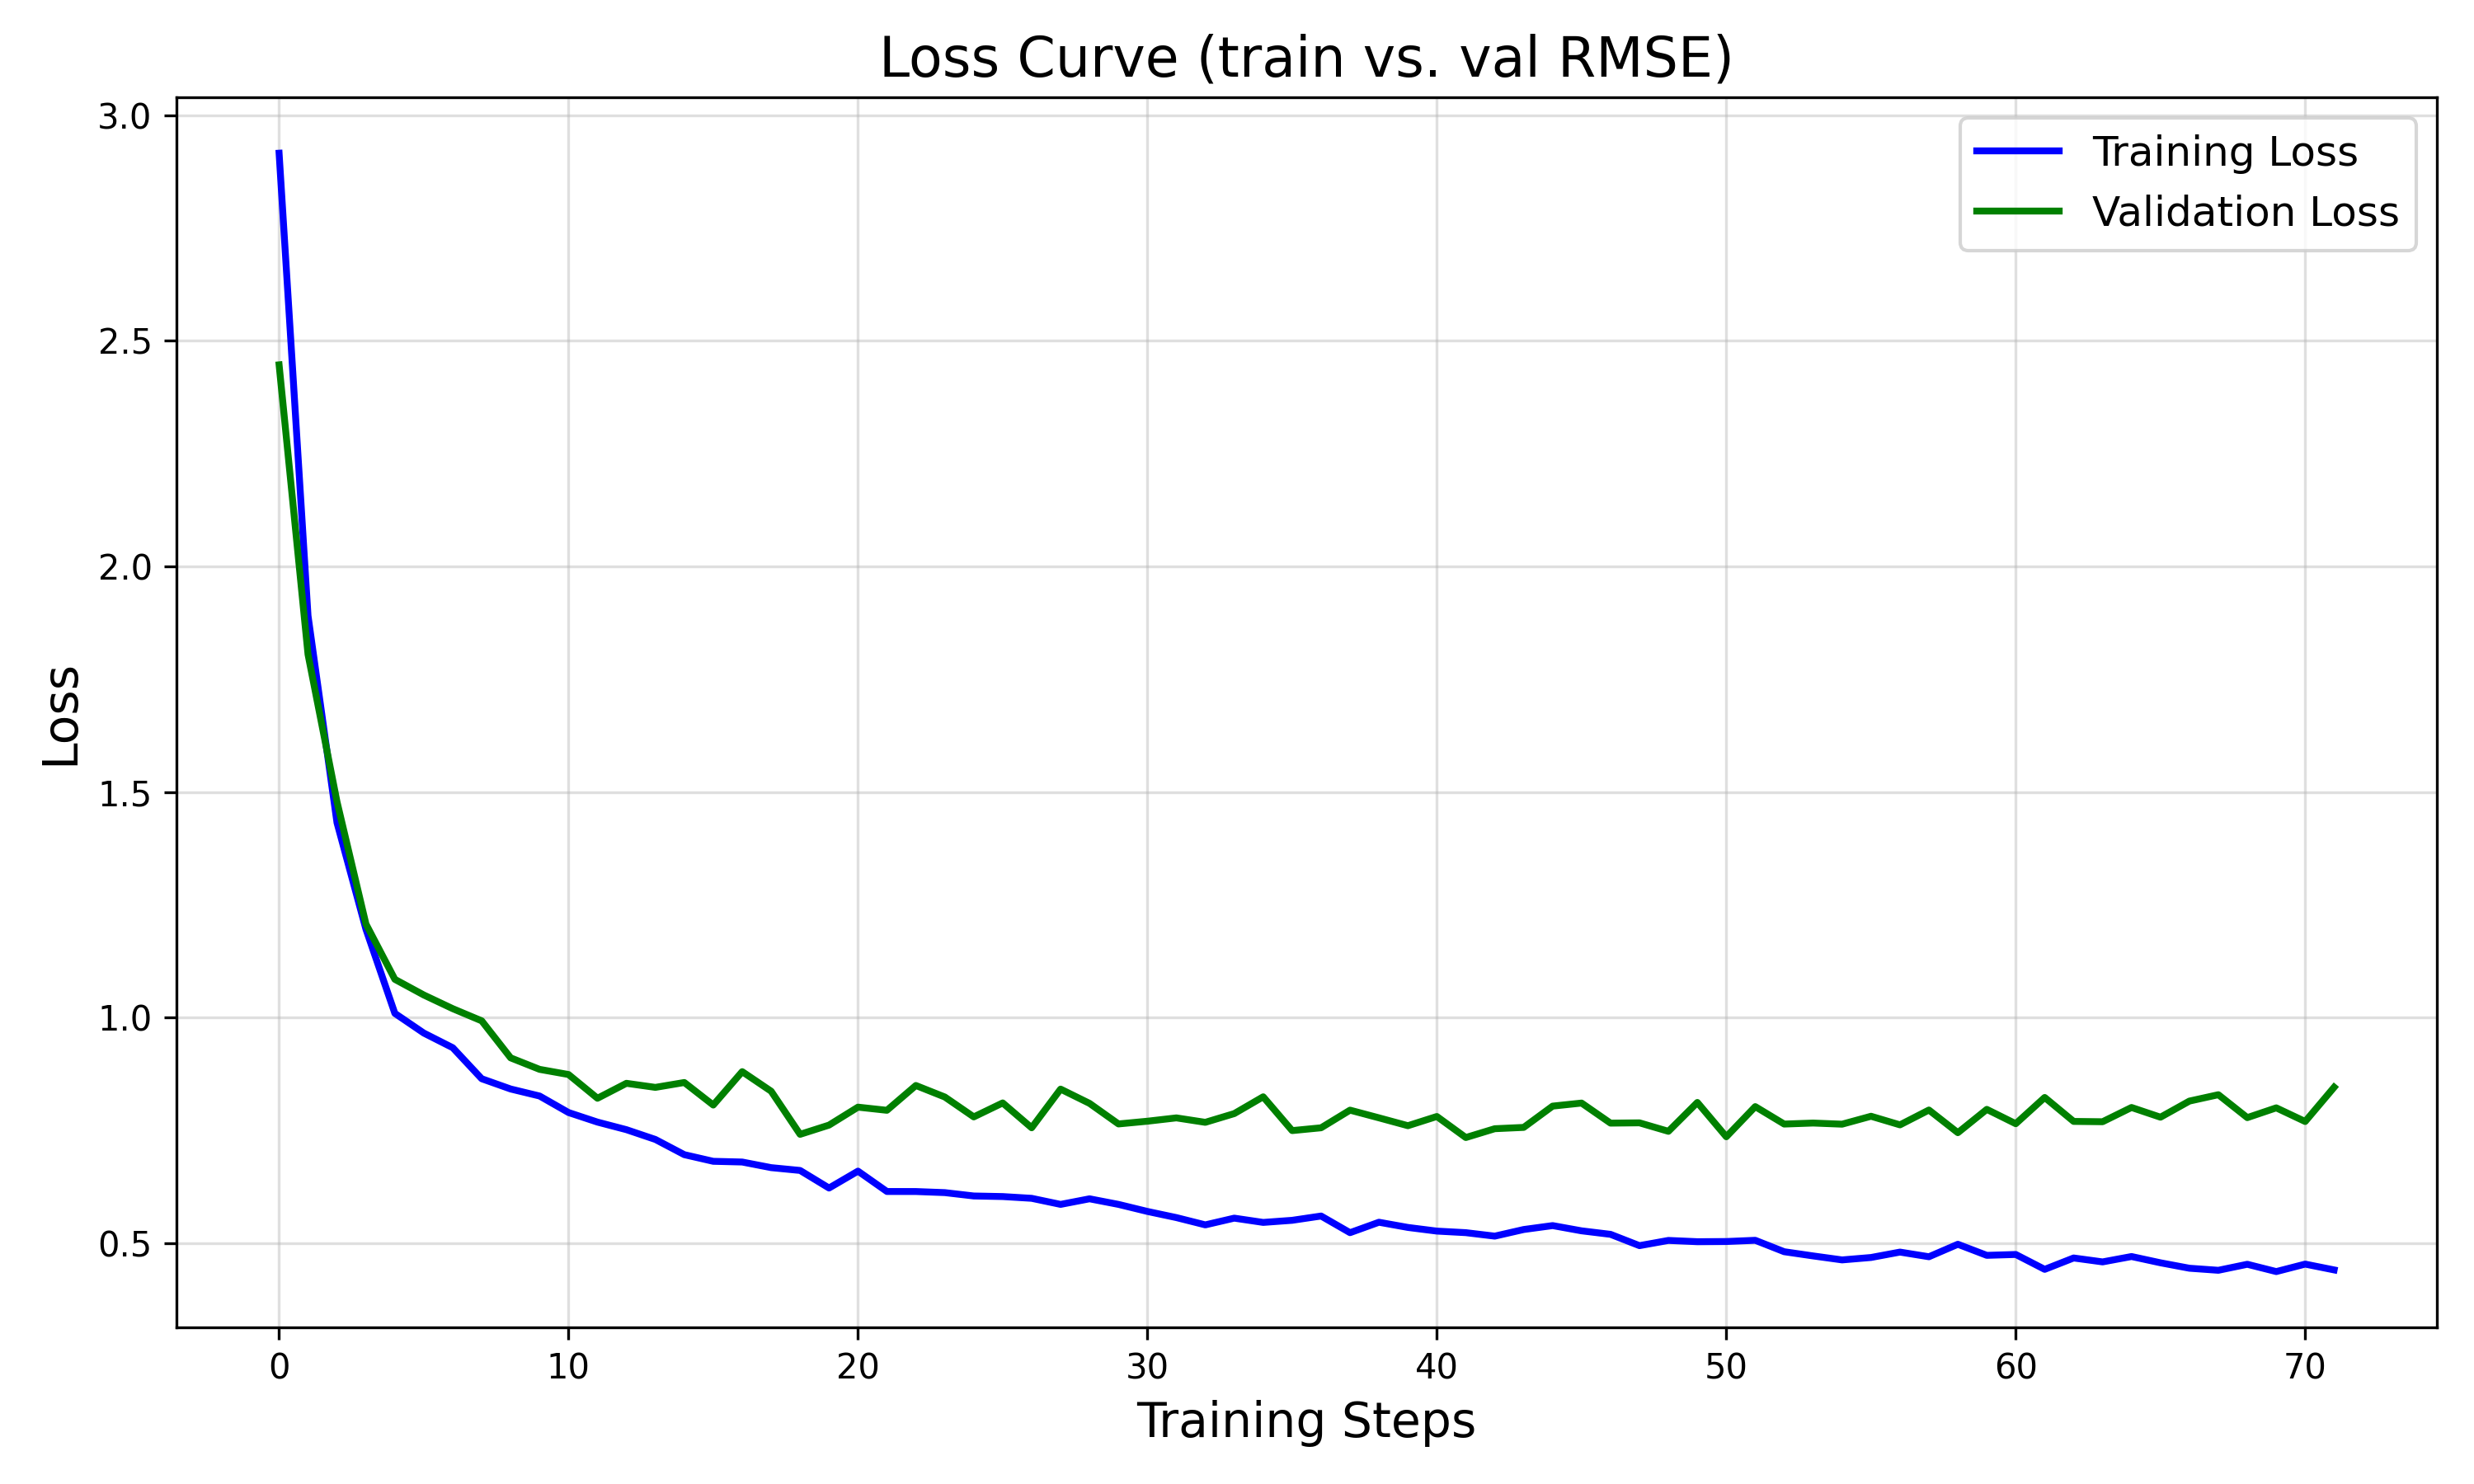 Loss Curve (train vs. val RMSE)
Training Loss
Validation Loss
Loss
3.0
2.5
2.0
1.5
1.0
0.5
0 10 20 30 40 50 60 70
Training Steps